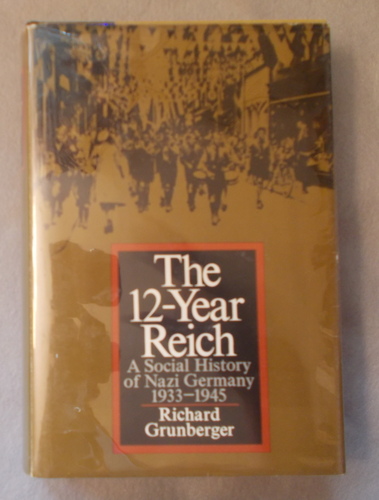 The
12-Year
Reich
A Social History
of Nazi Germany
1933–1945
Richard
Grunberger